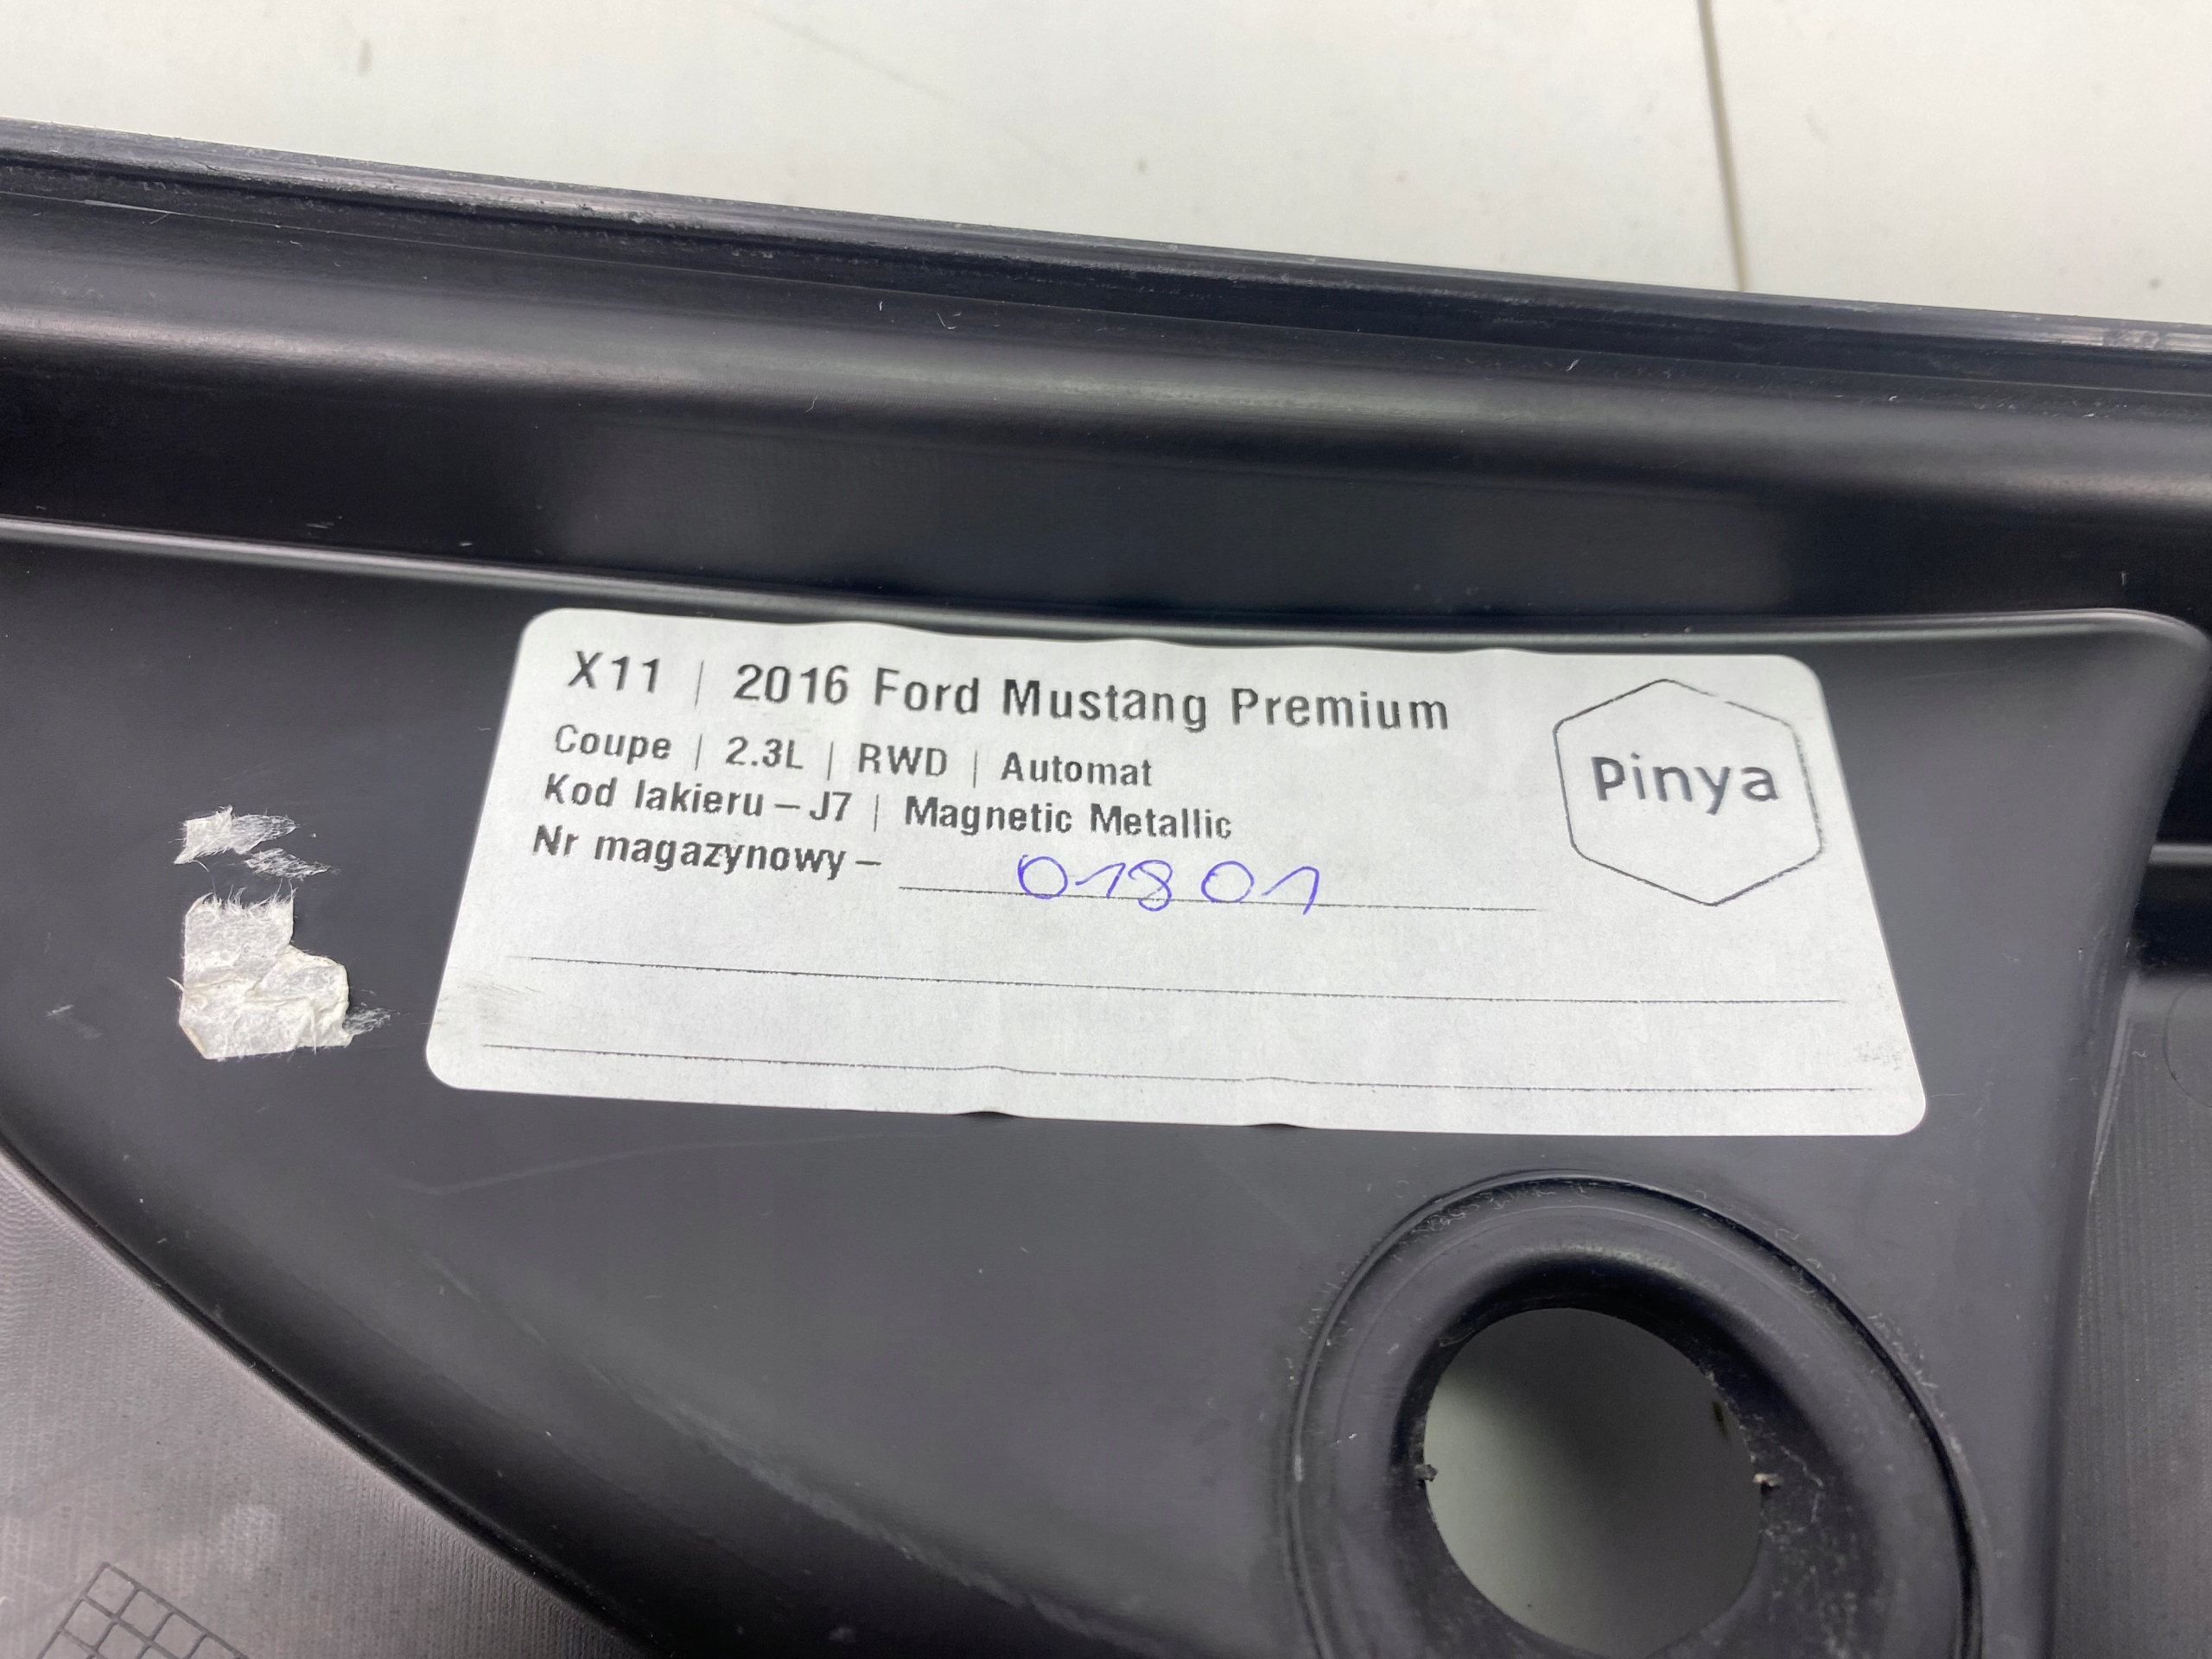 X11 | 2016 Ford Mustang Premium
Coupe | 2.3L | RWD | Automat
Kod lakieru – J7 | Magnetic Metallic
Nr magazynowy – 01801
Pinya